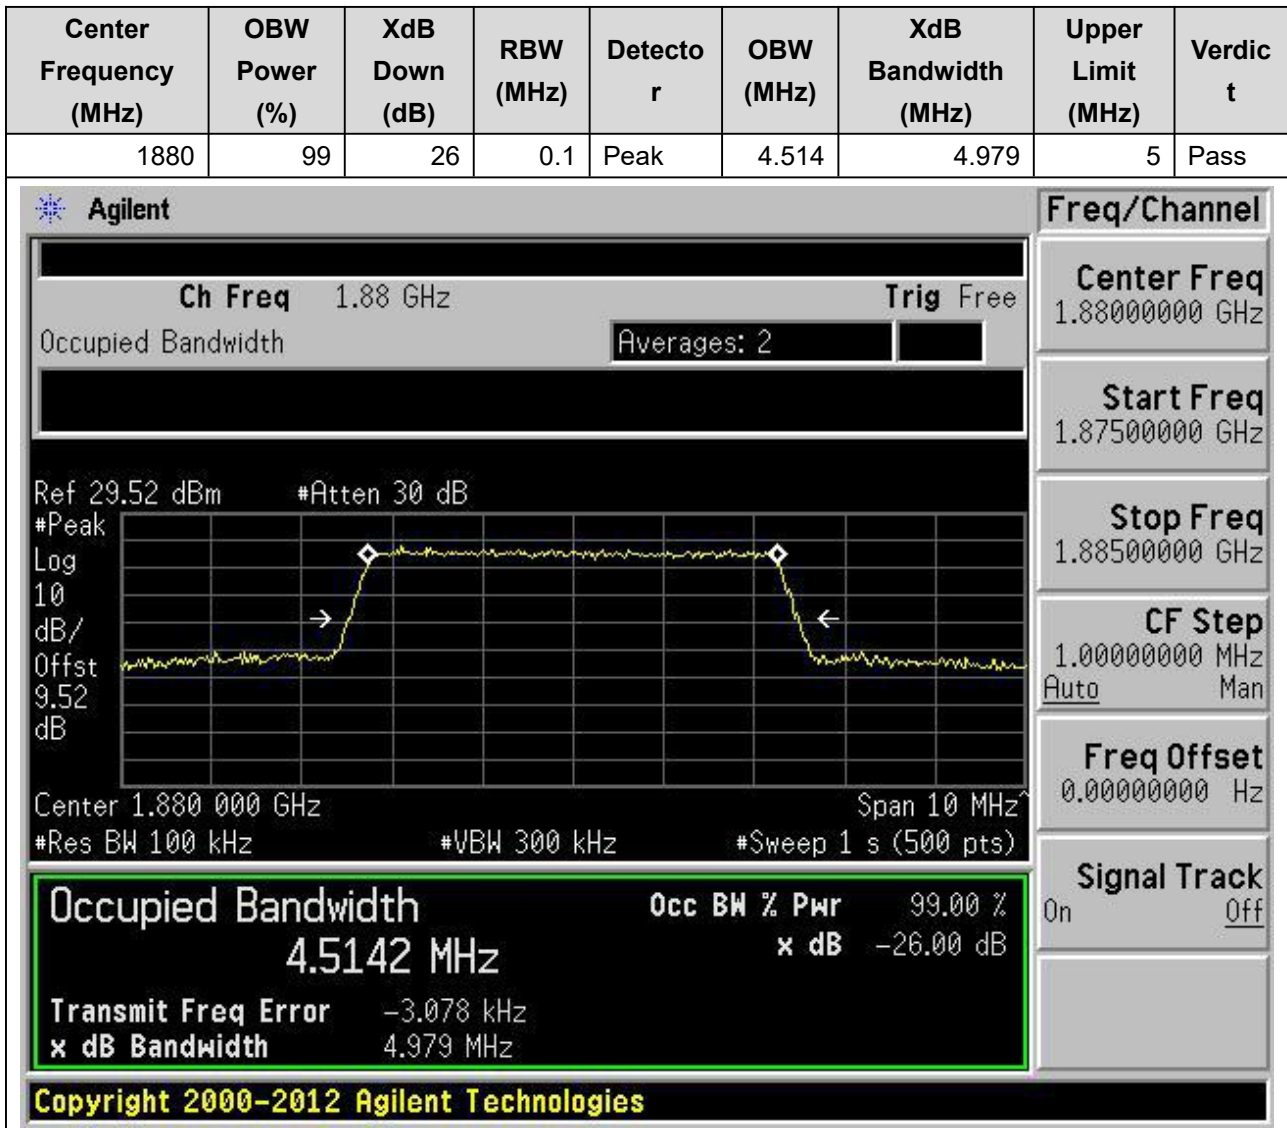 Center Frequency (MHz) OBW Power (%) XdB Down (dB) RBW (MHz) Detecto r OBW (MHz) XdB Bandwidth (MHz) Upper Limit (MHz) Verdic t
1880 99 26 0.1 Peak 4.514 4.979 5 Pass
Agilent
Freq/Channel
Ch Freq 1.88 GHz Trig Free
Occupied Bandwidth Averages: 2
Center Freq
1.88000000 GHz
Start Freq
1.87500000 GHz
Stop Freq
1.88500000 GHz
CF Step
1.00000000 MHz
Auto Man
Freq Offset
0.00000000 Hz
Signal Track
On Off
Ref 29.52 dBm #Atten 30 dB
#Peak
Log
10
dB/
Offst
9.52
dB
Center 1.880 000 GHz Span 10 MHz^
#Res BW 100 kHz #VBW 300 kHz #Sweep 1 s (500 pts)
Occupied Bandwidth Occ BW % Pwr 99.00 %
4.5142 MHz x dB -26.00 dB
Transmit Freq Error -3.078 kHz
x dB Bandwidth 4.979 MHz
Copyright 2000-2012 Agilent Technologies